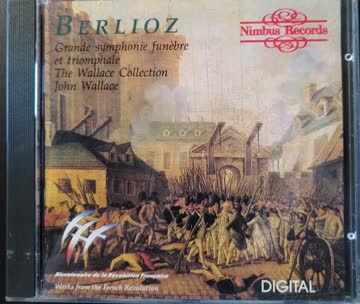 BERLIOZ
Grande symphonie funèbre
et triomphale
The Wallace Collection
John Wallace
Nimbus Records
Bicentenaire de la Révolution Française
Works from the French Revolution
DIGITAL